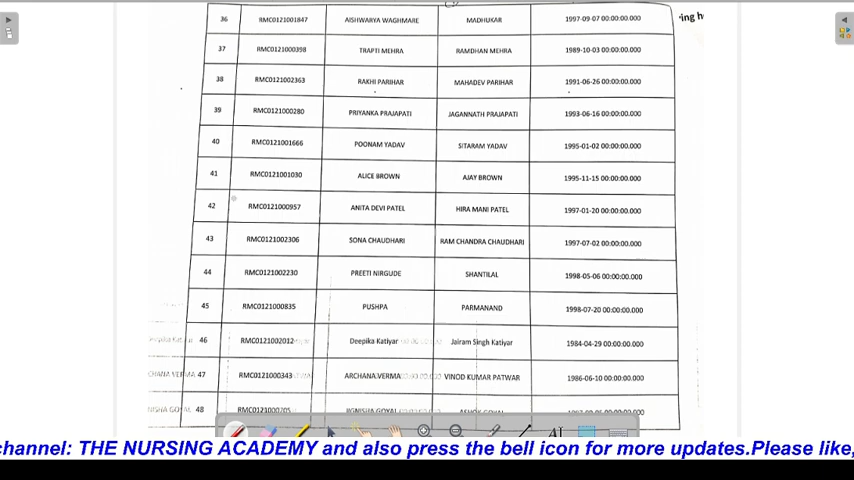 ing h
36 RMC0121001847 AISHWARYA WAGHMARE MADHUKAR 1997-09-07 00:00:00.000
37 RMC0121000398 TRAPTI MEHRA RAMDHAN MEHRA 1989-10-03 00:00:00.000
38 RMC0121002363 RAKHI PARIHAR MAHADEV PARIHAR 1991-06-26 00:00:00.000
39 RMC0121000280 PRIYANKA PRAJAPATI JAGANNATH PRAJAPATI 1993-06-16 00:00:00.000
40 RMC0121001666 POONAM YADAV SITARAM YADAV 1995-01-02 00:00:00.000
41 RMC0121001030 ALICE BROWN AJAY BROWN 1995-11-15 00:00:00.000
42 RMC0121000957 ANITA DEVI PATEL HIRA MANI PATEL 1997-01-20 00:00:00.000
43 RMC0121002306 SONA CHAUDHARI RAM CHANDRA CHAUDHARI 1997-07-02 00:00:00.000
44 RMC0121002230 PREETI NIRGUDE SHANTILAL 1998-05-06 00:00:00.000
45 RMC0121000835 PUSHPA PARMANAND 1998-07-20 00:00:00.000
46 RMC0121002012 Deepika Katiyar Jairam Singh Katiyar 1984-04-29 00:00:00.000
CHANA VERMA 47 RMC0121000343 ARCHANA VERMA VINOD KUMAR PATWAR 1986-06-10 00:00:00.000
NISHA GOYAL 48 RMC0121000205 GOYAL ASHOK GOYAL
channel: THE NURSING ACADEMY and also press the bell icon for more updates.Please like,